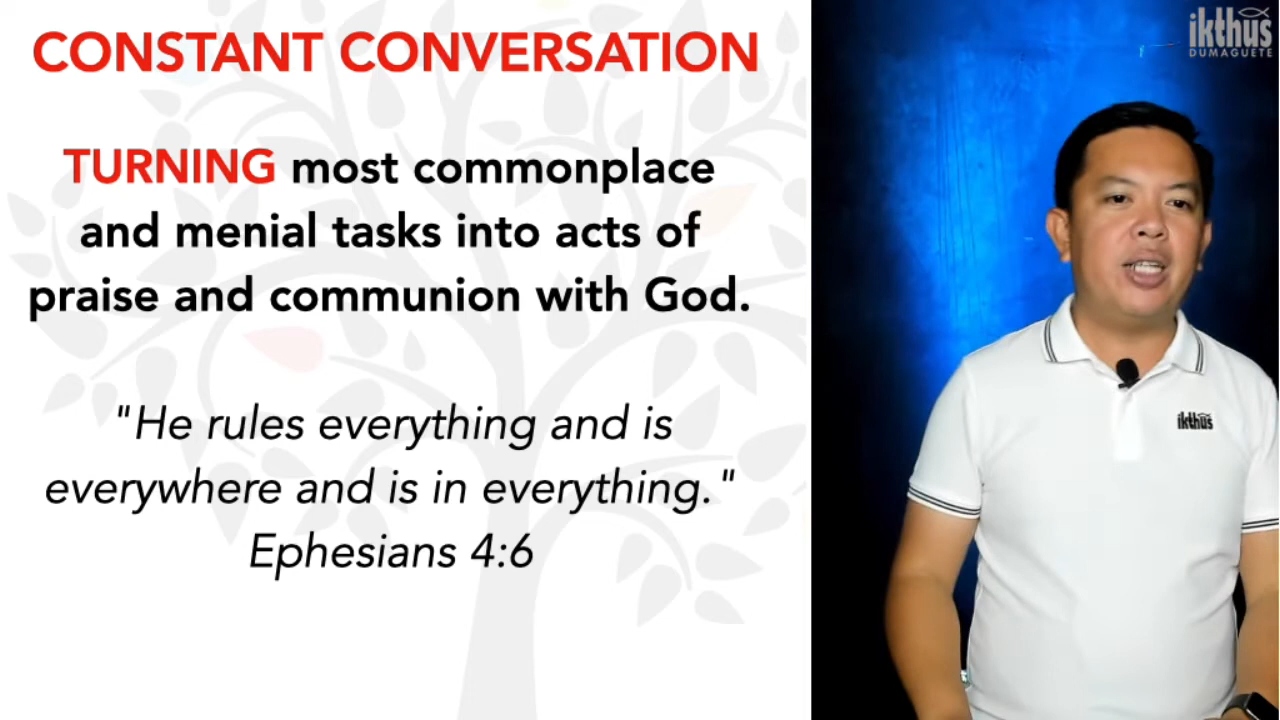 CONSTANT CONVERSATION
TURNING most commonplace
and menial tasks into acts of
praise and communion with God.
"He rules everything and is
everywhere and is in everything."
Ephesians 4:6
ikthus
DUMAGUETE
ikthus